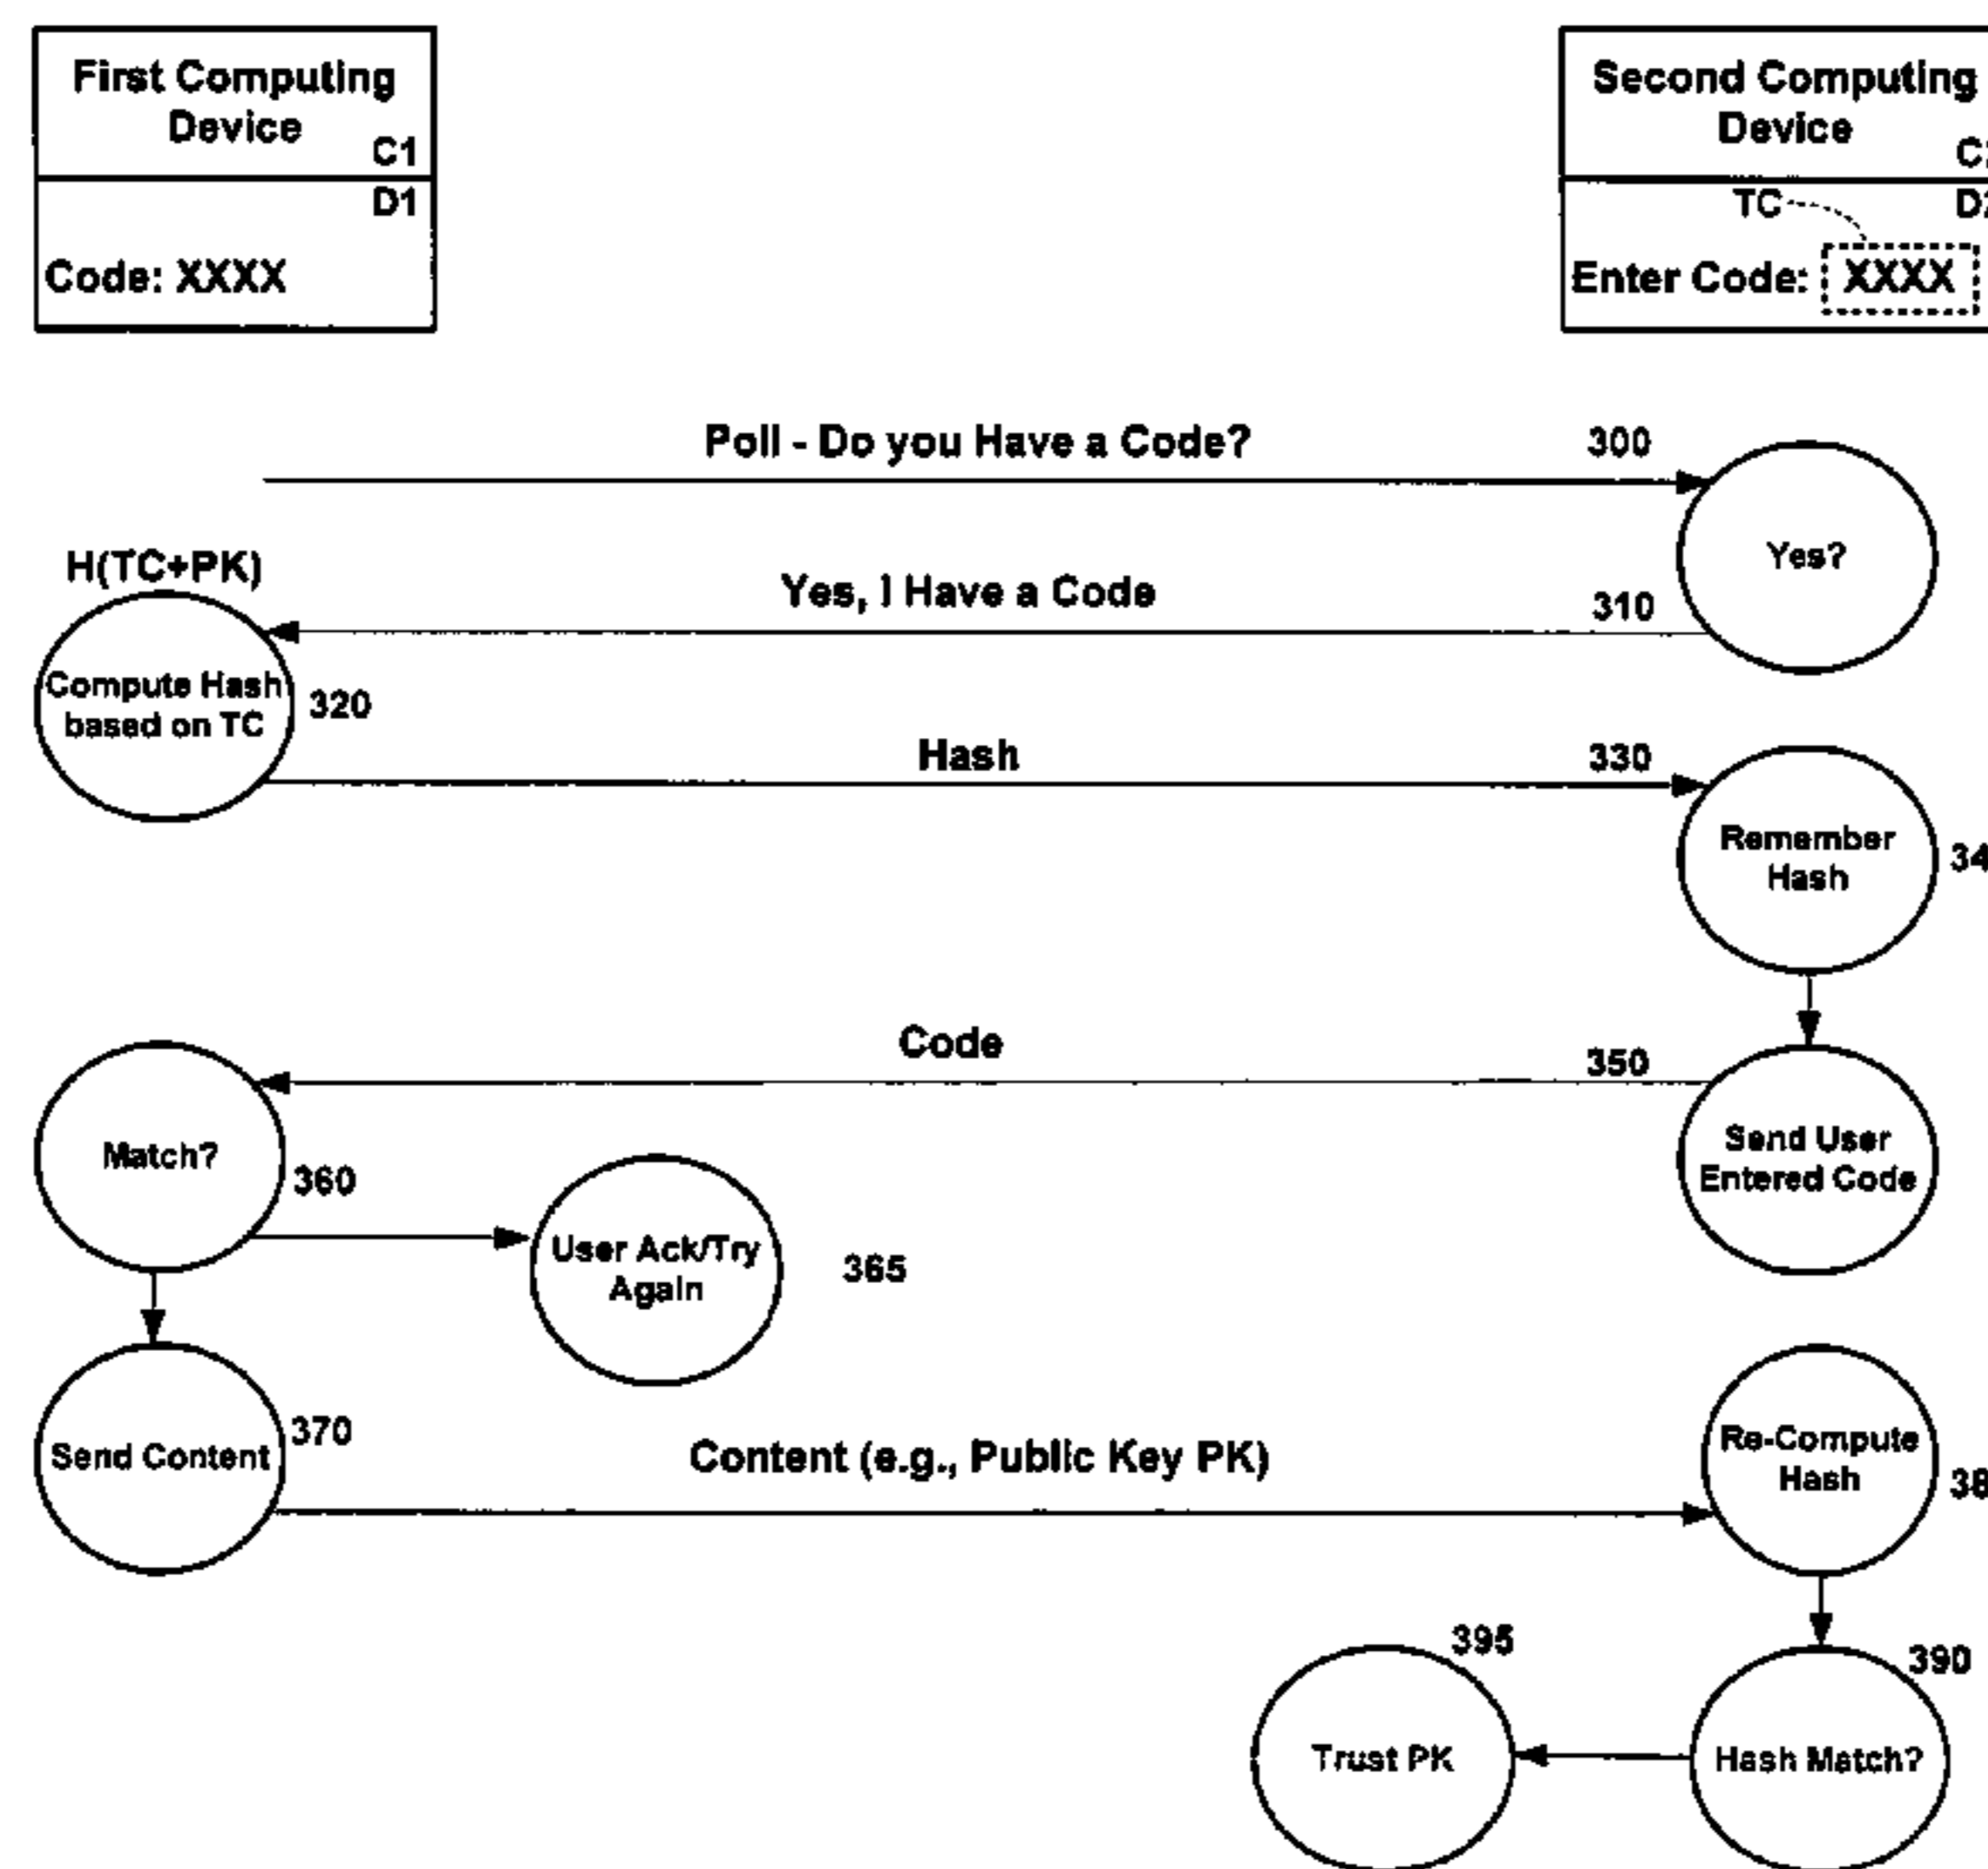 First Computing
Device
C1
D1
Code: XXXX
Second Computing
Device
TC
Enter Code: XXXX
Poll - Do you Have a Code?
300
Yes?
H(TC+PK)
Yes, I Have a Code
310
Compute Hash
based on TC
320
Hash
330
Remember
Hash
34
Code
350
Send User
Entered Code
Match?
360
User Ack/Try
Again
365
Send Content
370
Content (e.g., Public Key PK)
Re-Compute
Hash
38
395
390
Trust PK
Hash Match?